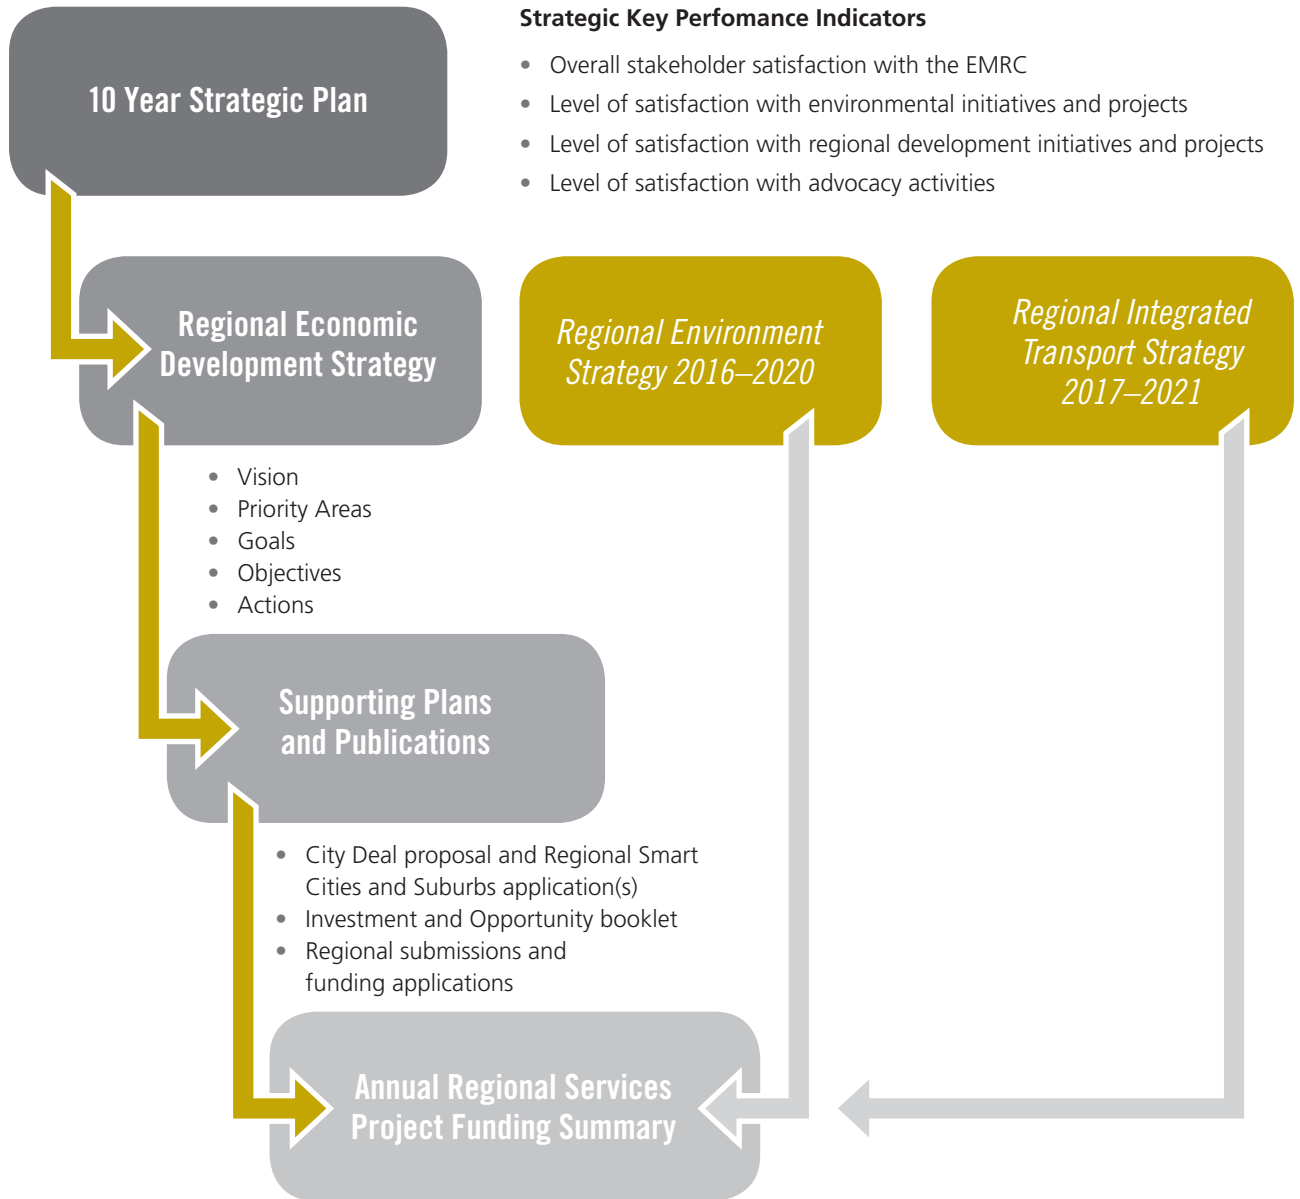 10 Year Strategic Plan
Strategic Key Perfomance Indicators
• Overall stakeholder satisfaction with the EMRC
• Level of satisfaction with environmental initiatives and projects
• Level of satisfaction with regional development initiatives and projects
• Level of satisfaction with advocacy activities
Regional Economic
Development Strategy
Regional Environment
Strategy 2016–2020
Regional Integrated
Transport Strategy
2017–2021
• Vision
• Priority Areas
• Goals
• Objectives
• Actions
Supporting Plans
and Publications
• City Deal proposal and Regional Smart
Cities and Suburbs application(s)
• Investment and Opportunity booklet
• Regional submissions and
funding applications
Annual Regional Services
Project Funding Summary